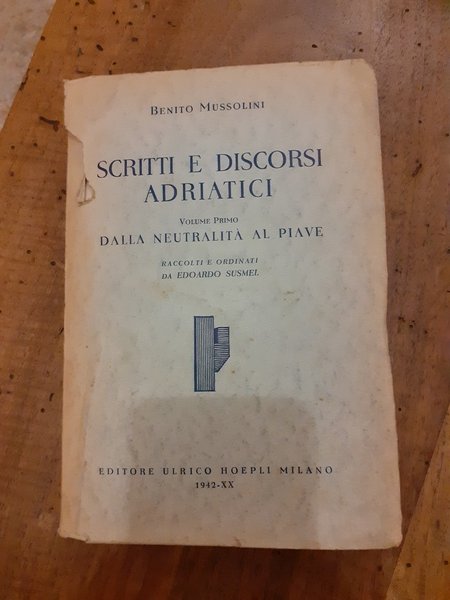 BENITO MUSSOLINI
SCRITTI E DISCORSI
ADRIATICI
VOLUME PRIMO
DALLA NEUTRALITÀ AL PIAVE
RACCOLTI E ORDINATI
DA EDOARDO SUSMEL
EDITORE ULRICO HOEPLI MILANO
1942-XX